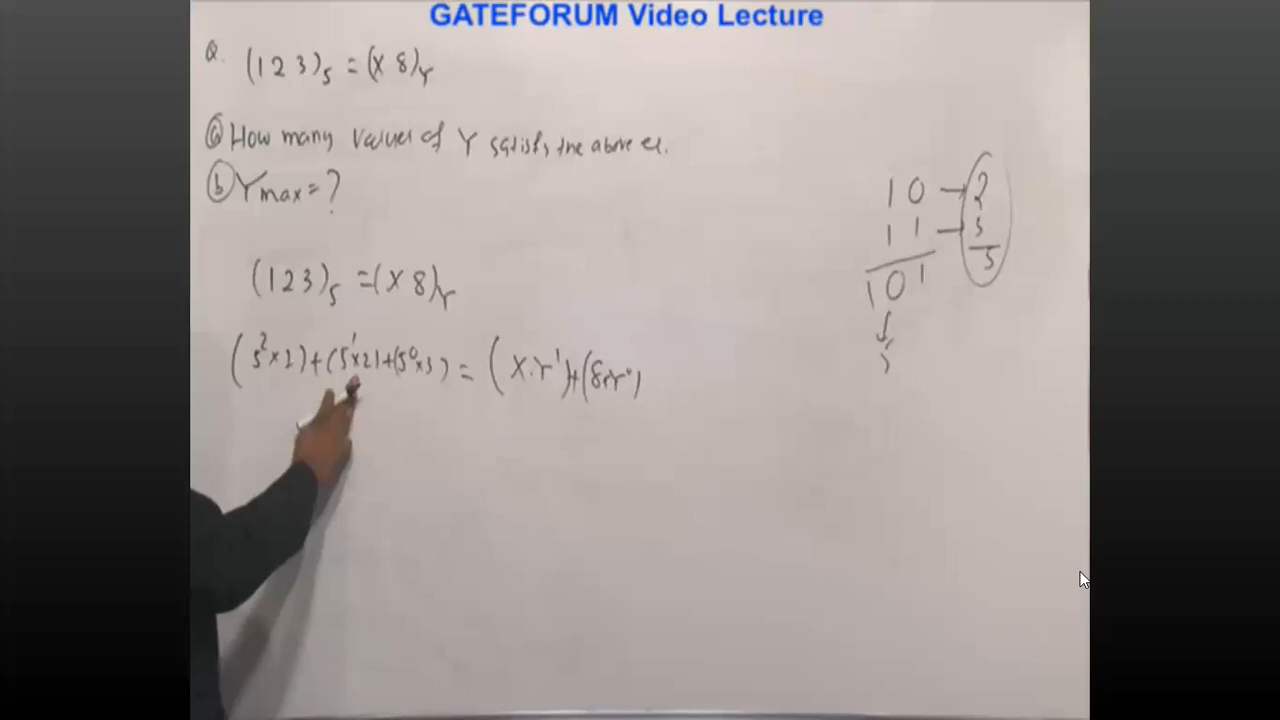 GATEFORUM Video Lecture
Q. (1 2 3)₅ = (X 8)Y
ⓐ How many values of Y satisfy the above eq.
ⓑ Ymax = ?
(1 2 3)₅ = (X 8)Y
(5² × 2) + (5¹ × 2) + (5⁰ × 3) = (X.Y¹) + (8.Y⁰)
1 0 → 2
1 1 → 3
1 0 1 5